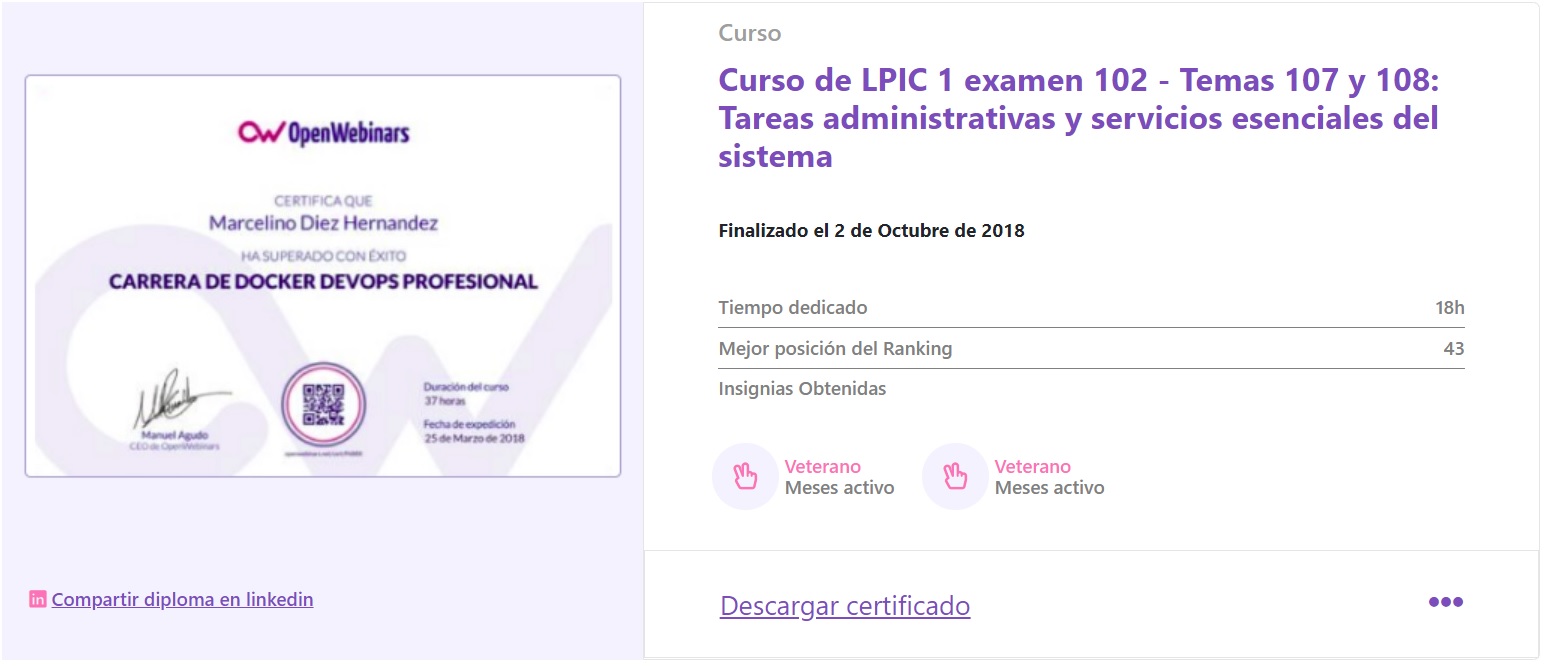 OpenWebinars
CERTIFICA QUE
Marcelino Diez Hernandez
HA SUPERADO CON ÉXITO
CARRERA DE DOCKER DEVOPS PROFESIONAL
Manuel Agudo
CEO de OpenWebinars
Duración del curso
37 horas
Fecha de expedición
25 de Marzo de 2018
in Compartir diploma en linkedin
Curso
Curso de LPIC 1 examen 102 - Temas 107 y 108:
Tareas administrativas y servicios esenciales del
sistema
Finalizado el 2 de Octubre de 2018
Tiempo dedicado 18h
Mejor posición del Ranking 43
Insignias Obtenidas
Veterano Veterano
Meses activo Meses activo
Descargar certificado